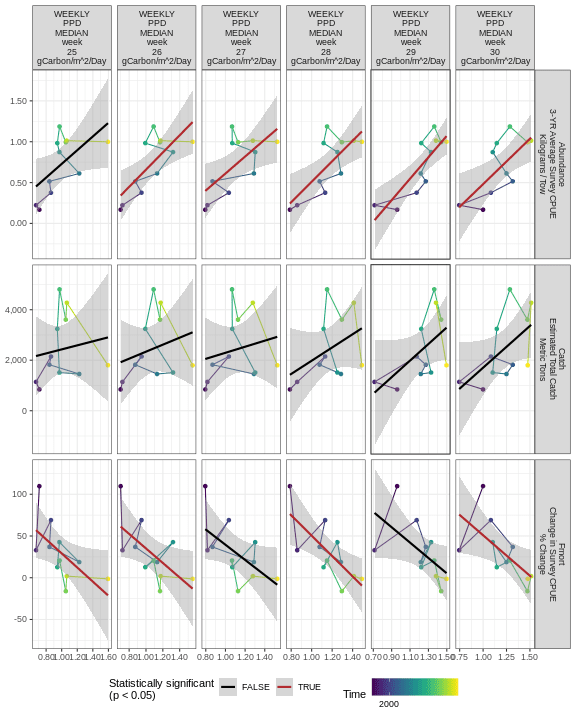 WEEKLY
PPD
MEDIAN
week
25
gCarbon/m^2/Day
WEEKLY
PPD
MEDIAN
week
26
gCarbon/m^2/Day
WEEKLY
PPD
MEDIAN
week
27
gCarbon/m^2/Day
WEEKLY
PPD
MEDIAN
week
28
gCarbon/m^2/Day
WEEKLY
PPD
MEDIAN
week
29
gCarbon/m^2/Day
WEEKLY
PPD
MEDIAN
week
30
gCarbon/m^2/Day
1.50
1.00
0.50
0.00
Abundance
3-YR Average Survey CPUE
Kilograms / Tow
4,000
2,000
0
Catch
Estimated Total Catch
Metric Tons
100
50
0
-50
Fmort
Change in Survey CPUE
% Change
0.80 1.00 1.20 1.40 1.60
0.80 1.00 1.20 1.40
0.80 1.00 1.20 1.40 1.60
0.80 1.00 1.20 1.40
0.70 0.90 1.10 1.30 1.50
0.75 1.00 1.25 1.50
Statistically significant
(p < 0.05)
FALSE
TRUE
Time
2000